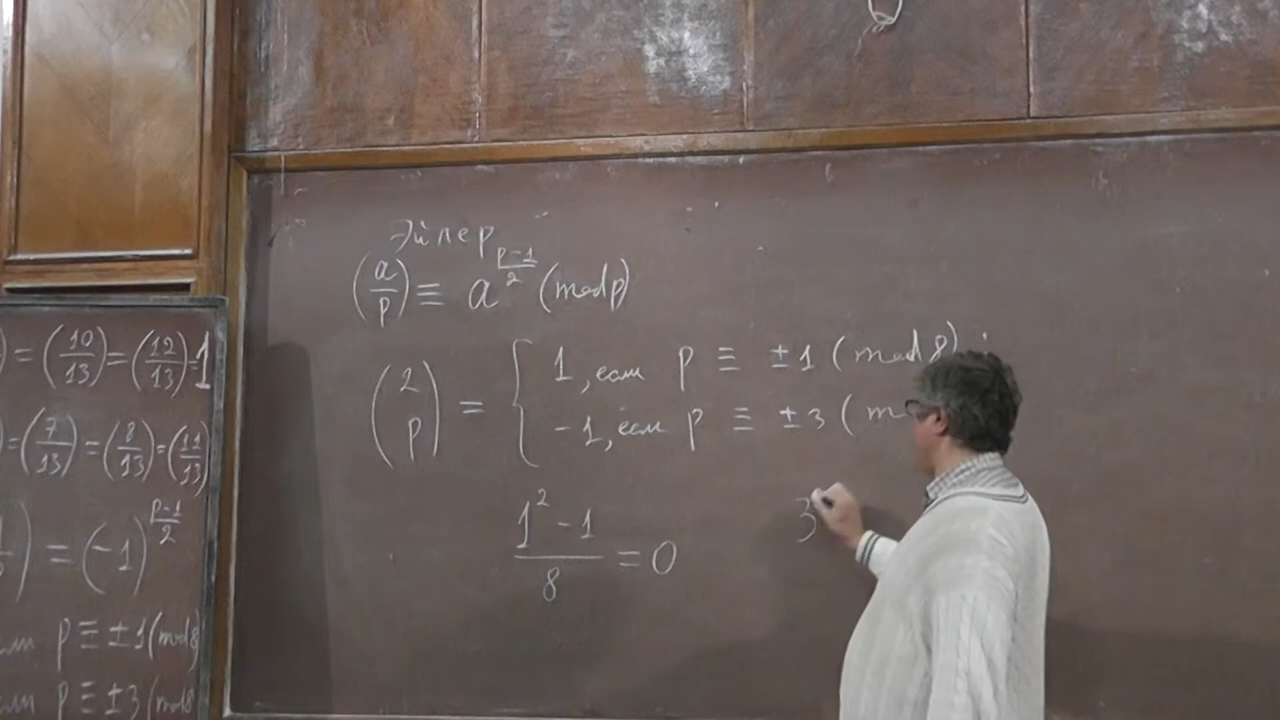 Эйлер
(a/p) ≡ a^((p-1)/2) (mod p)
(2/p) = { 1, если p ≡ ±1 (mod 8)
-1, если p ≡ ±3 (m
(1² - 1)/8 = 0
3
) = (10/13) = (12/13) = 1
= (7/13) = (8/13) = (11/13)
) = (-1)^((p-1)/2)
p ≡ ±1 (mod 8
p ≡ ±3 (mod 8